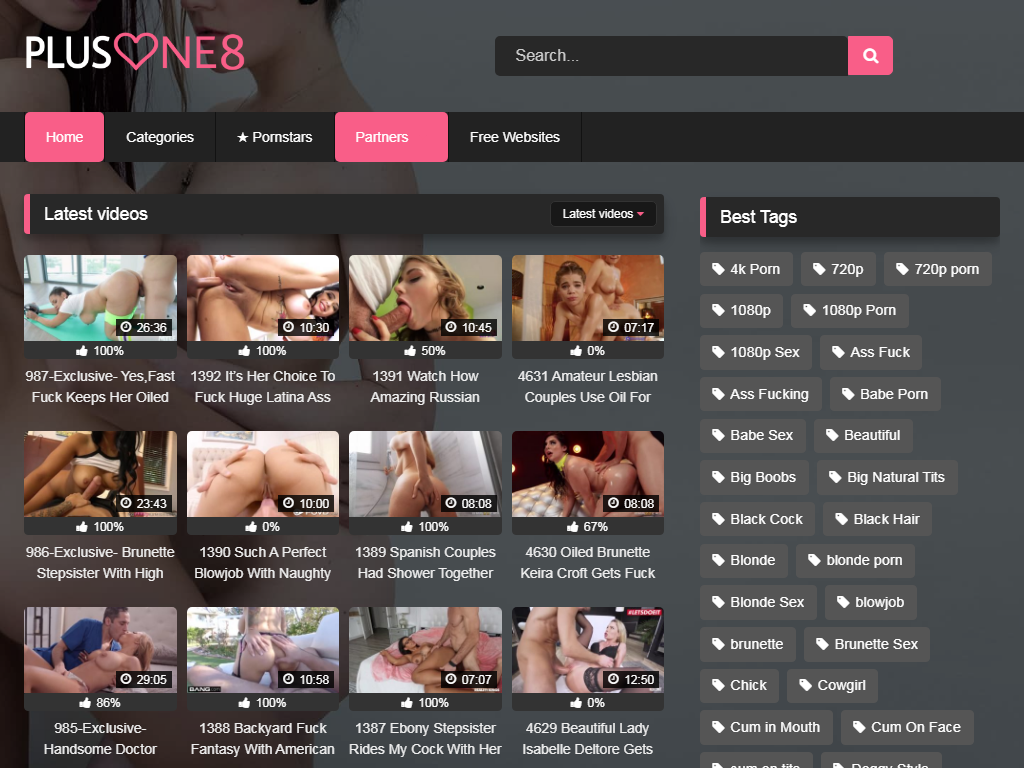 PLUS♡NE8
Search...
Home
Categories
★ Pornstars
Partners
Free Websites
Latest videos
Latest videos
26:36
10:30
10:45
07:17
100%
100%
50%
0%
987-Exclusive- Yes,Fast
Fuck Keeps Her Oiled
1392 It's Her Choice To
Fuck Huge Latina Ass
1391 Watch How
Amazing Russian
4631 Amateur Lesbian
Couples Use Oil For
23:43
10:00
08:08
08:08
100%
0%
100%
67%
986-Exclusive- Brunette
Stepsister With High
1390 Such A Perfect
Blowjob With Naughty
1389 Spanish Couples
Had Shower Together
4630 Oiled Brunette
Keira Croft Gets Fuck
#LETSDOEIT
29:05
BANG
10:58
07:07
12:50
86%
100%
100%
0%
985-Exclusive-
Handsome Doctor
1388 Backyard Fuck
Fantasy With American
1387 Ebony Stepsister
Rides My Cock With Her
4629 Beautiful Lady
Isabelle Deltore Gets
Best Tags
4k Porn
720p
720p porn
1080p
1080p Porn
1080p Sex
Ass Fuck
Ass Fucking
Babe Porn
Babe Sex
Beautiful
Big Boobs
Big Natural Tits
Black Cock
Black Hair
Blonde
blonde porn
Blonde Sex
blowjob
brunette
Brunette Sex
Chick
Cowgirl
Cum in Mouth
Cum On Face
cum on tits
Doggy Style